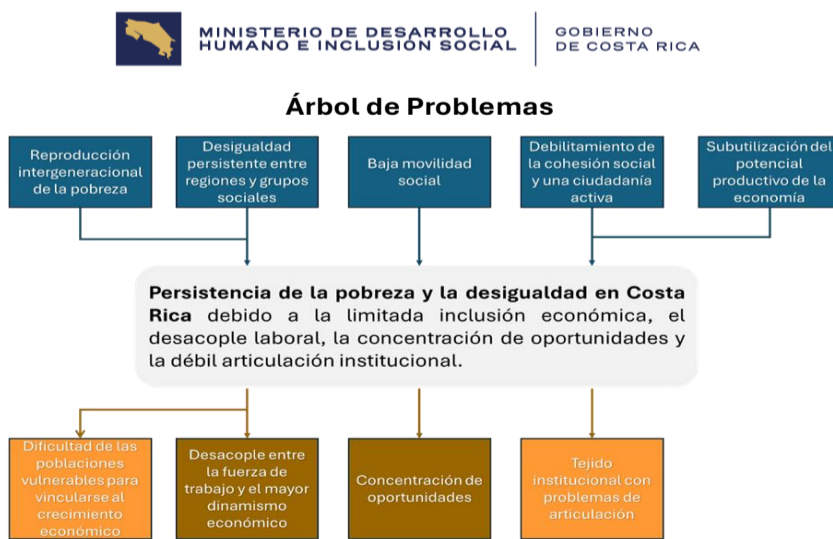 MINISTERIO DE DESARROLLO
HUMANO E INCLUSIÓN SOCIAL
GOBIERNO
DE COSTA RICA
Árbol de Problemas
Reproducción
intergeneracional
de la pobreza
Desigualdad
persistente entre
regiones y grupos
sociales
Baja movilidad
social
Debilitamiento de
la cohesión social
y una ciudadanía
activa
Subutilización del
potencial
productivo de la
economía
Persistencia de la pobreza y la desigualdad en Costa
Rica debido a la limitada inclusión económica, el
desacople laboral, la concentración de oportunidades y
la débil articulación institucional.
Dificultad de las
poblaciones
vulnerables para
vincularse al
crecimiento
económico
Desacople entre
la fuerza de
trabajo y el mayor
dinamismo
económico
Concentración de
oportunidades
Tejido
institucional con
problemas de
articulación